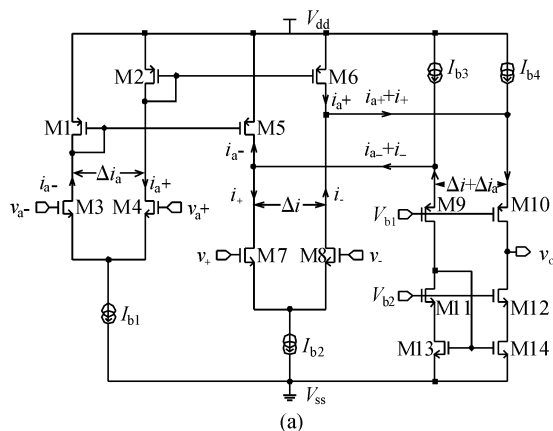 Vdd
M2
M6
Ib3
Ib4
ia+
ia++i+
M1
M5
ia-
ia-+i-
ia-
Δia
ia+
Δi+Δia
i+
Δi
i-
M9
M10
va-
M3
M4
va+
Vb1
v+
M7
M8
v-
vo
Vb2
M11
M12
Ib1
Ib2
M13
M14
Vss
(a)